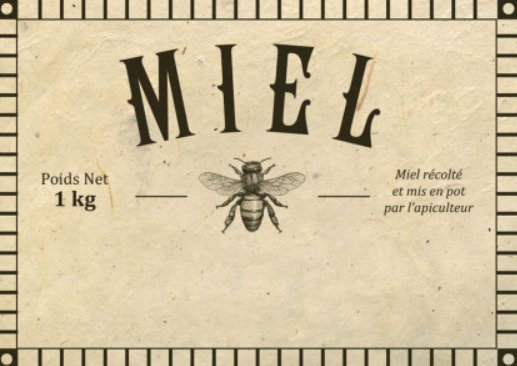 MIEL
Poids Net
1 kg
Miel récolté
et mis en pot
par l'apiculteur